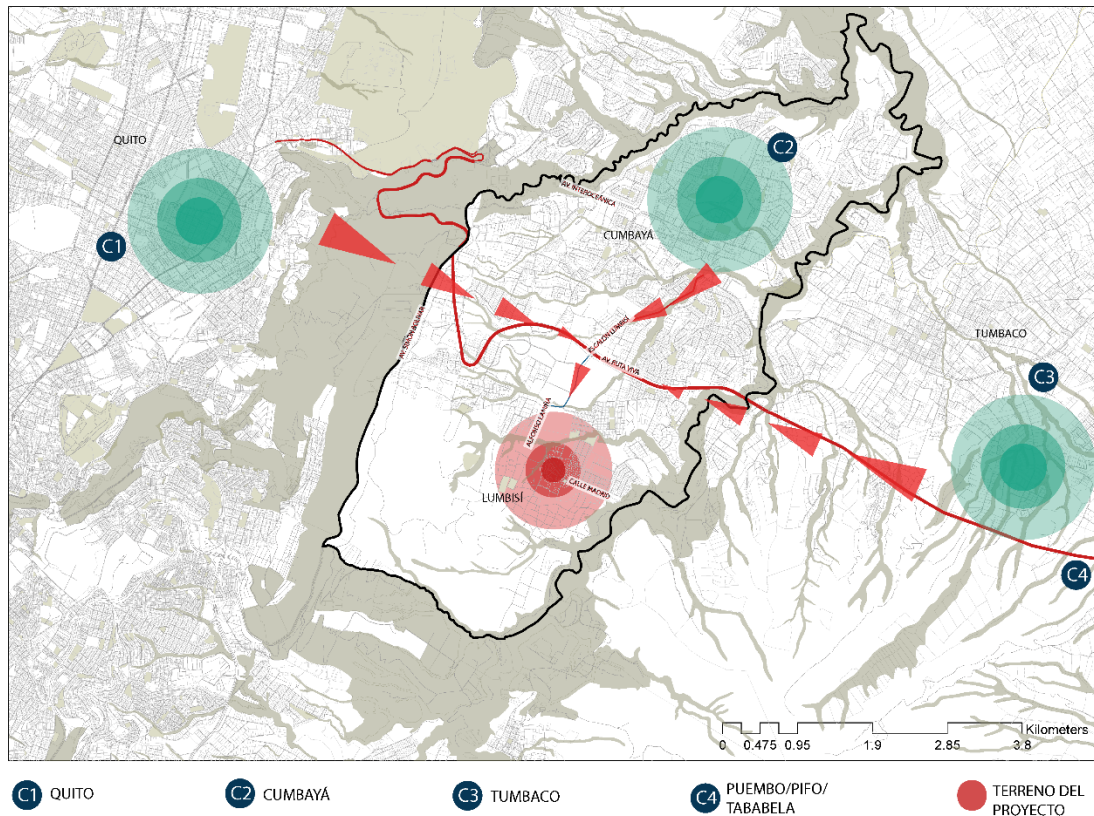 QUITO
C1
C2
AV. INTEROCEÁNICA
CUMBAYÁ
AV. SIMÓN BOLÍVAR
ESCALÓN LUMBISÍ
AV. RUTA VIVA
TUMBACO
C3
ALFONSO LAMIÑA
LUMBISÍ
CALLE MADRID
C4
Kilometers
0 0.475 0.95 1.9 2.85 3.8
C1 QUITO
C2 CUMBAYÁ
C3 TUMBACO
C4 PUEMBO/PIFO/
TABABELA
TERRENO DEL
PROYECTO